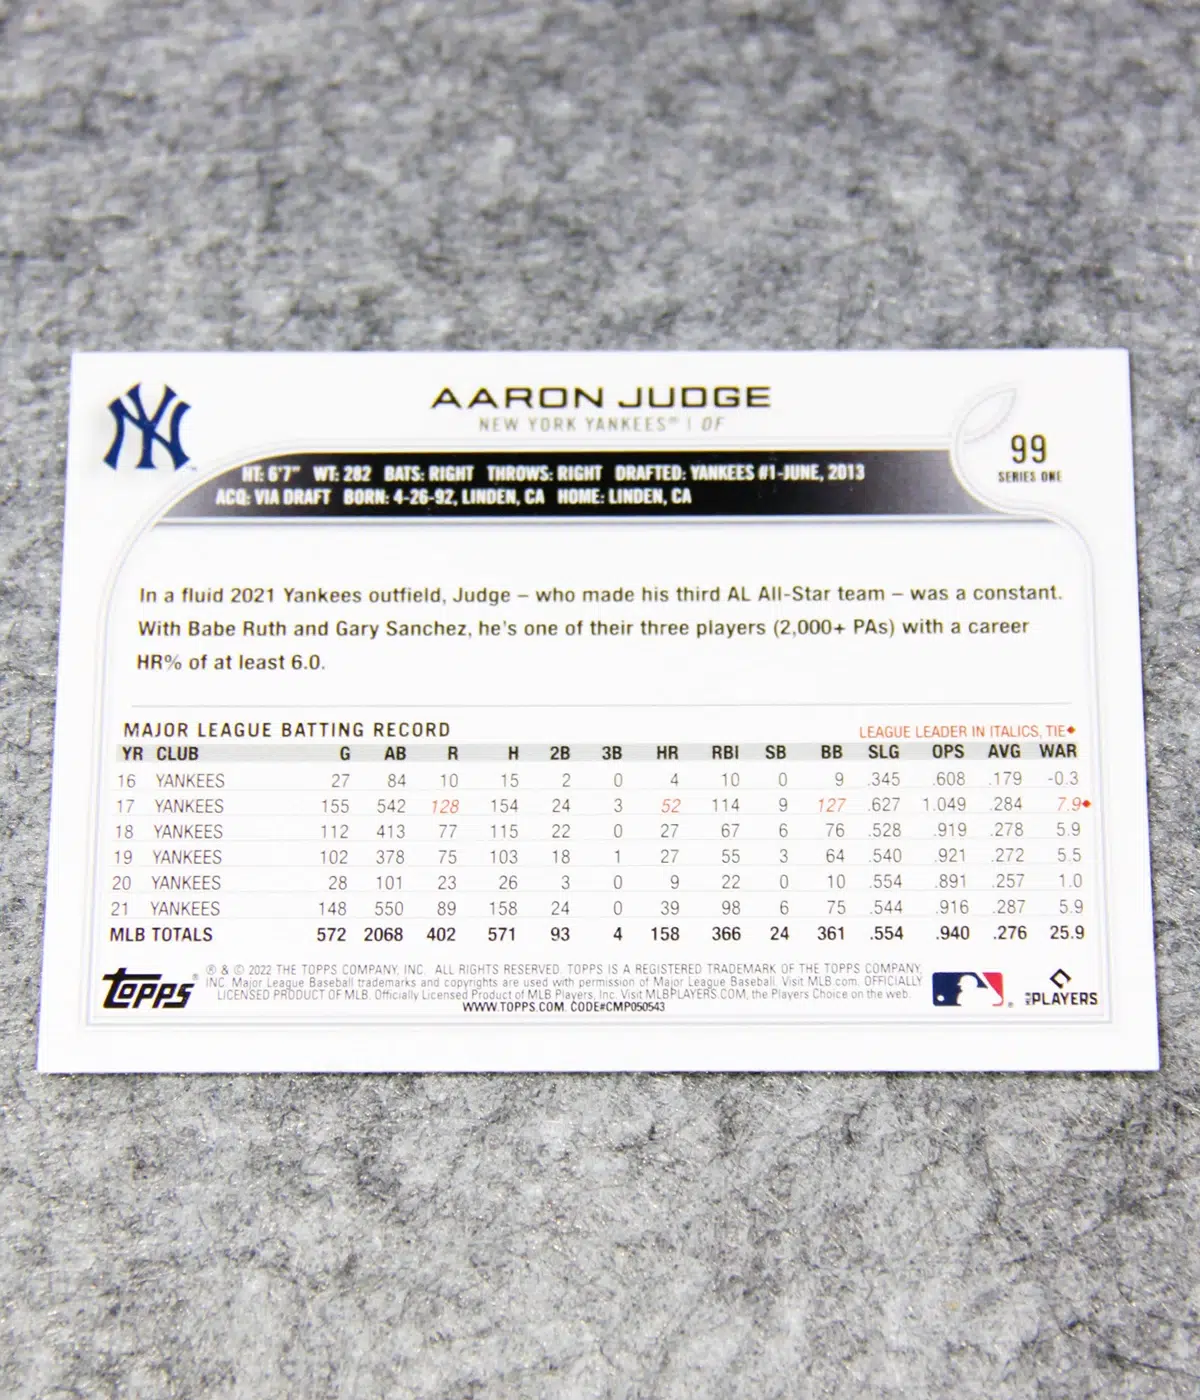 NY
AARON JUDGE
NEW YORK YANKEES® | OF
99
SERIES ONE
HT: 6'7" WT: 282 BATS: RIGHT THROWS: RIGHT DRAFTED: YANKEES #1-JUNE, 2013
ACQ: VIA DRAFT BORN: 4-26-92, LINDEN, CA HOME: LINDEN, CA
In a fluid 2021 Yankees outfield, Judge – who made his third AL All-Star team – was a constant.
With Babe Ruth and Gary Sanchez, he's one of their three players (2,000+ PAs) with a career
HR% of at least 6.0.
MAJOR LEAGUE BATTING RECORD LEAGUE LEADER IN ITALICS, TIE♦
YR CLUB G AB R H 2B 3B HR RBI SB BB SLG OPS AVG WAR
16 YANKEES 27 84 10 15 2 0 4 10 0 9 .345 .608 .179 -0.3
17 YANKEES 155 542 128 154 24 3 52 114 9 127 .627 1.049 .284 7.9♦
18 YANKEES 112 413 77 115 22 0 27 67 6 76 .528 .919 .278 5.9
19 YANKEES 102 378 75 103 18 1 27 55 3 64 .540 .921 .272 5.5
20 YANKEES 28 101 23 26 3 0 9 22 0 10 .554 .891 .257 1.0
21 YANKEES 148 550 89 158 24 0 39 98 6 75 .544 .916 .287 5.9
MLB TOTALS 572 2068 402 571 93 4 158 366 24 361 .554 .940 .276 25.9
Topps®
® & © 2022 THE TOPPS COMPANY, INC. ALL RIGHTS RESERVED. TOPPS IS A REGISTERED TRADEMARK OF THE TOPPS COMPANY,
INC. Major League Baseball trademarks and copyrights are used with permission of Major League Baseball. Visit MLB.com. OFFICIALLY
LICENSED PRODUCT OF MLB. Officially Licensed Product of MLB Players, Inc. Visit MLBPLAYERS.COM, the Players Choice on the web.
WWW.TOPPS.COM. CODE#CMP050543
PLAYERS